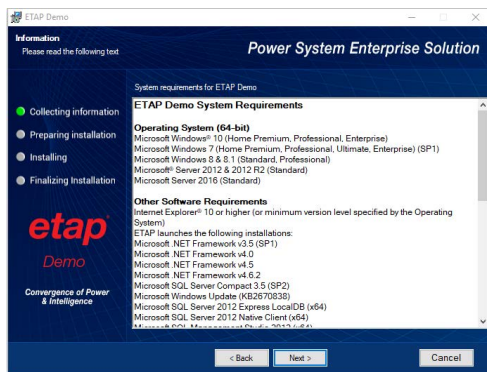 ETAP Demo
Information
Please read the following text
Power System Enterprise Solution
System requirements for ETAP Demo
Collecting information
Preparing installation
Installing
Finalizing Installation
etap
Demo
Convergence of Power
& Intelligence
ETAP Demo System Requirements
Operating System (64-bit)
Microsoft Windows® 10 (Home Premium, Professional, Enterprise)
Microsoft Windows 7 (Home Premium, Professional, Ultimate, Enterprise) (SP1)
Microsoft Windows 8 & 8.1 (Standard, Professional)
Microsoft® Server 2012 & 2012 R2 (Standard)
Microsoft Server 2016 (Standard)
Other Software Requirements
Internet Explorer® 10 or higher (or minimum version level specified by the Operating
System)
ETAP launches the following installations:
Microsoft .NET Framework v3.5 (SP1)
Microsoft .NET Framework v4.0
Microsoft .NET Framework v4.5
Microsoft .NET Framework v4.6.2
Microsoft SQL Server Compact 3.5 (SP2)
Microsoft Windows Update (KB2670838)
Microsoft SQL Server 2012 Express LocalDB (x64)
Microsoft SQL Server 2012 Native Client (x64)
Microsoft SQL Management Studio 2012 (x64)
< Back
Next >
Cancel